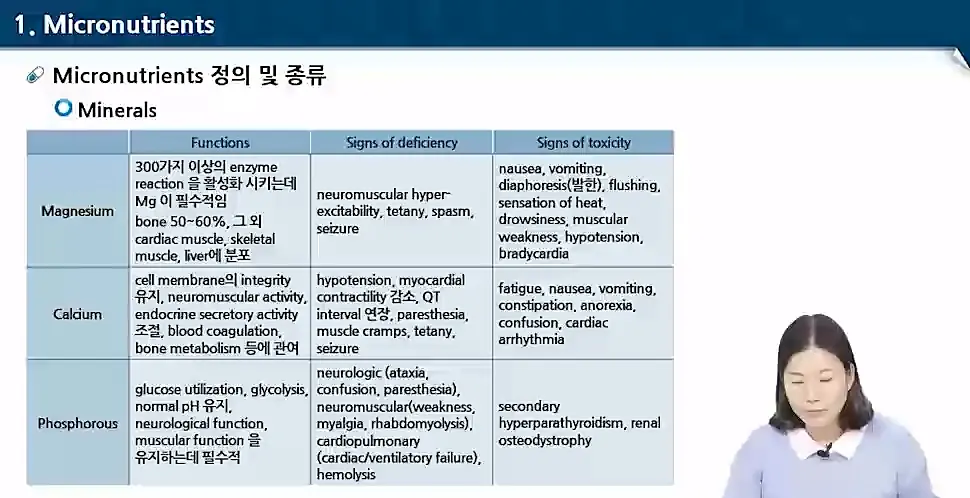 1. Micronutrients
Micronutrients 정의 및 종류
Minerals
Functions
Signs of deficiency
Signs of toxicity
Magnesium
300가지 이상의 enzyme
reaction 을 활성화 시키는데
Mg 이 필수적임
bone 50~60%, 그 외
cardiac muscle, skeletal
muscle, liver에 분포
neuromuscular hyper-
excitability, tetany, spasm,
seizure
nausea, vomiting,
diaphoresis(발한), flushing,
sensation of heat,
drowsiness, muscular
weakness, hypotension,
bradycardia
Calcium
cell membrane의 integrity
유지, neuromuscular activity,
endocrine secretory activity
조절, blood coagulation,
bone metabolism 등에 관여
hypotension, myocardial
contractility 감소, QT
interval 연장, paresthesia,
muscle cramps, tetany,
seizure
fatigue, nausea, vomiting,
constipation, anorexia,
confusion, cardiac
arrhythmia
Phosphorous
glucose utilization, glycolysis,
normal pH 유지,
neurological function,
muscular function 을
유지하는데 필수적
neurologic (ataxia,
confusion, paresthesia),
neuromuscular(weakness,
myalgia, rhabdomyolysis),
cardiopulmonary
(cardiac/ventilatory failure),
hemolysis
secondary
hyperparathyroidism, renal
osteodystrophy